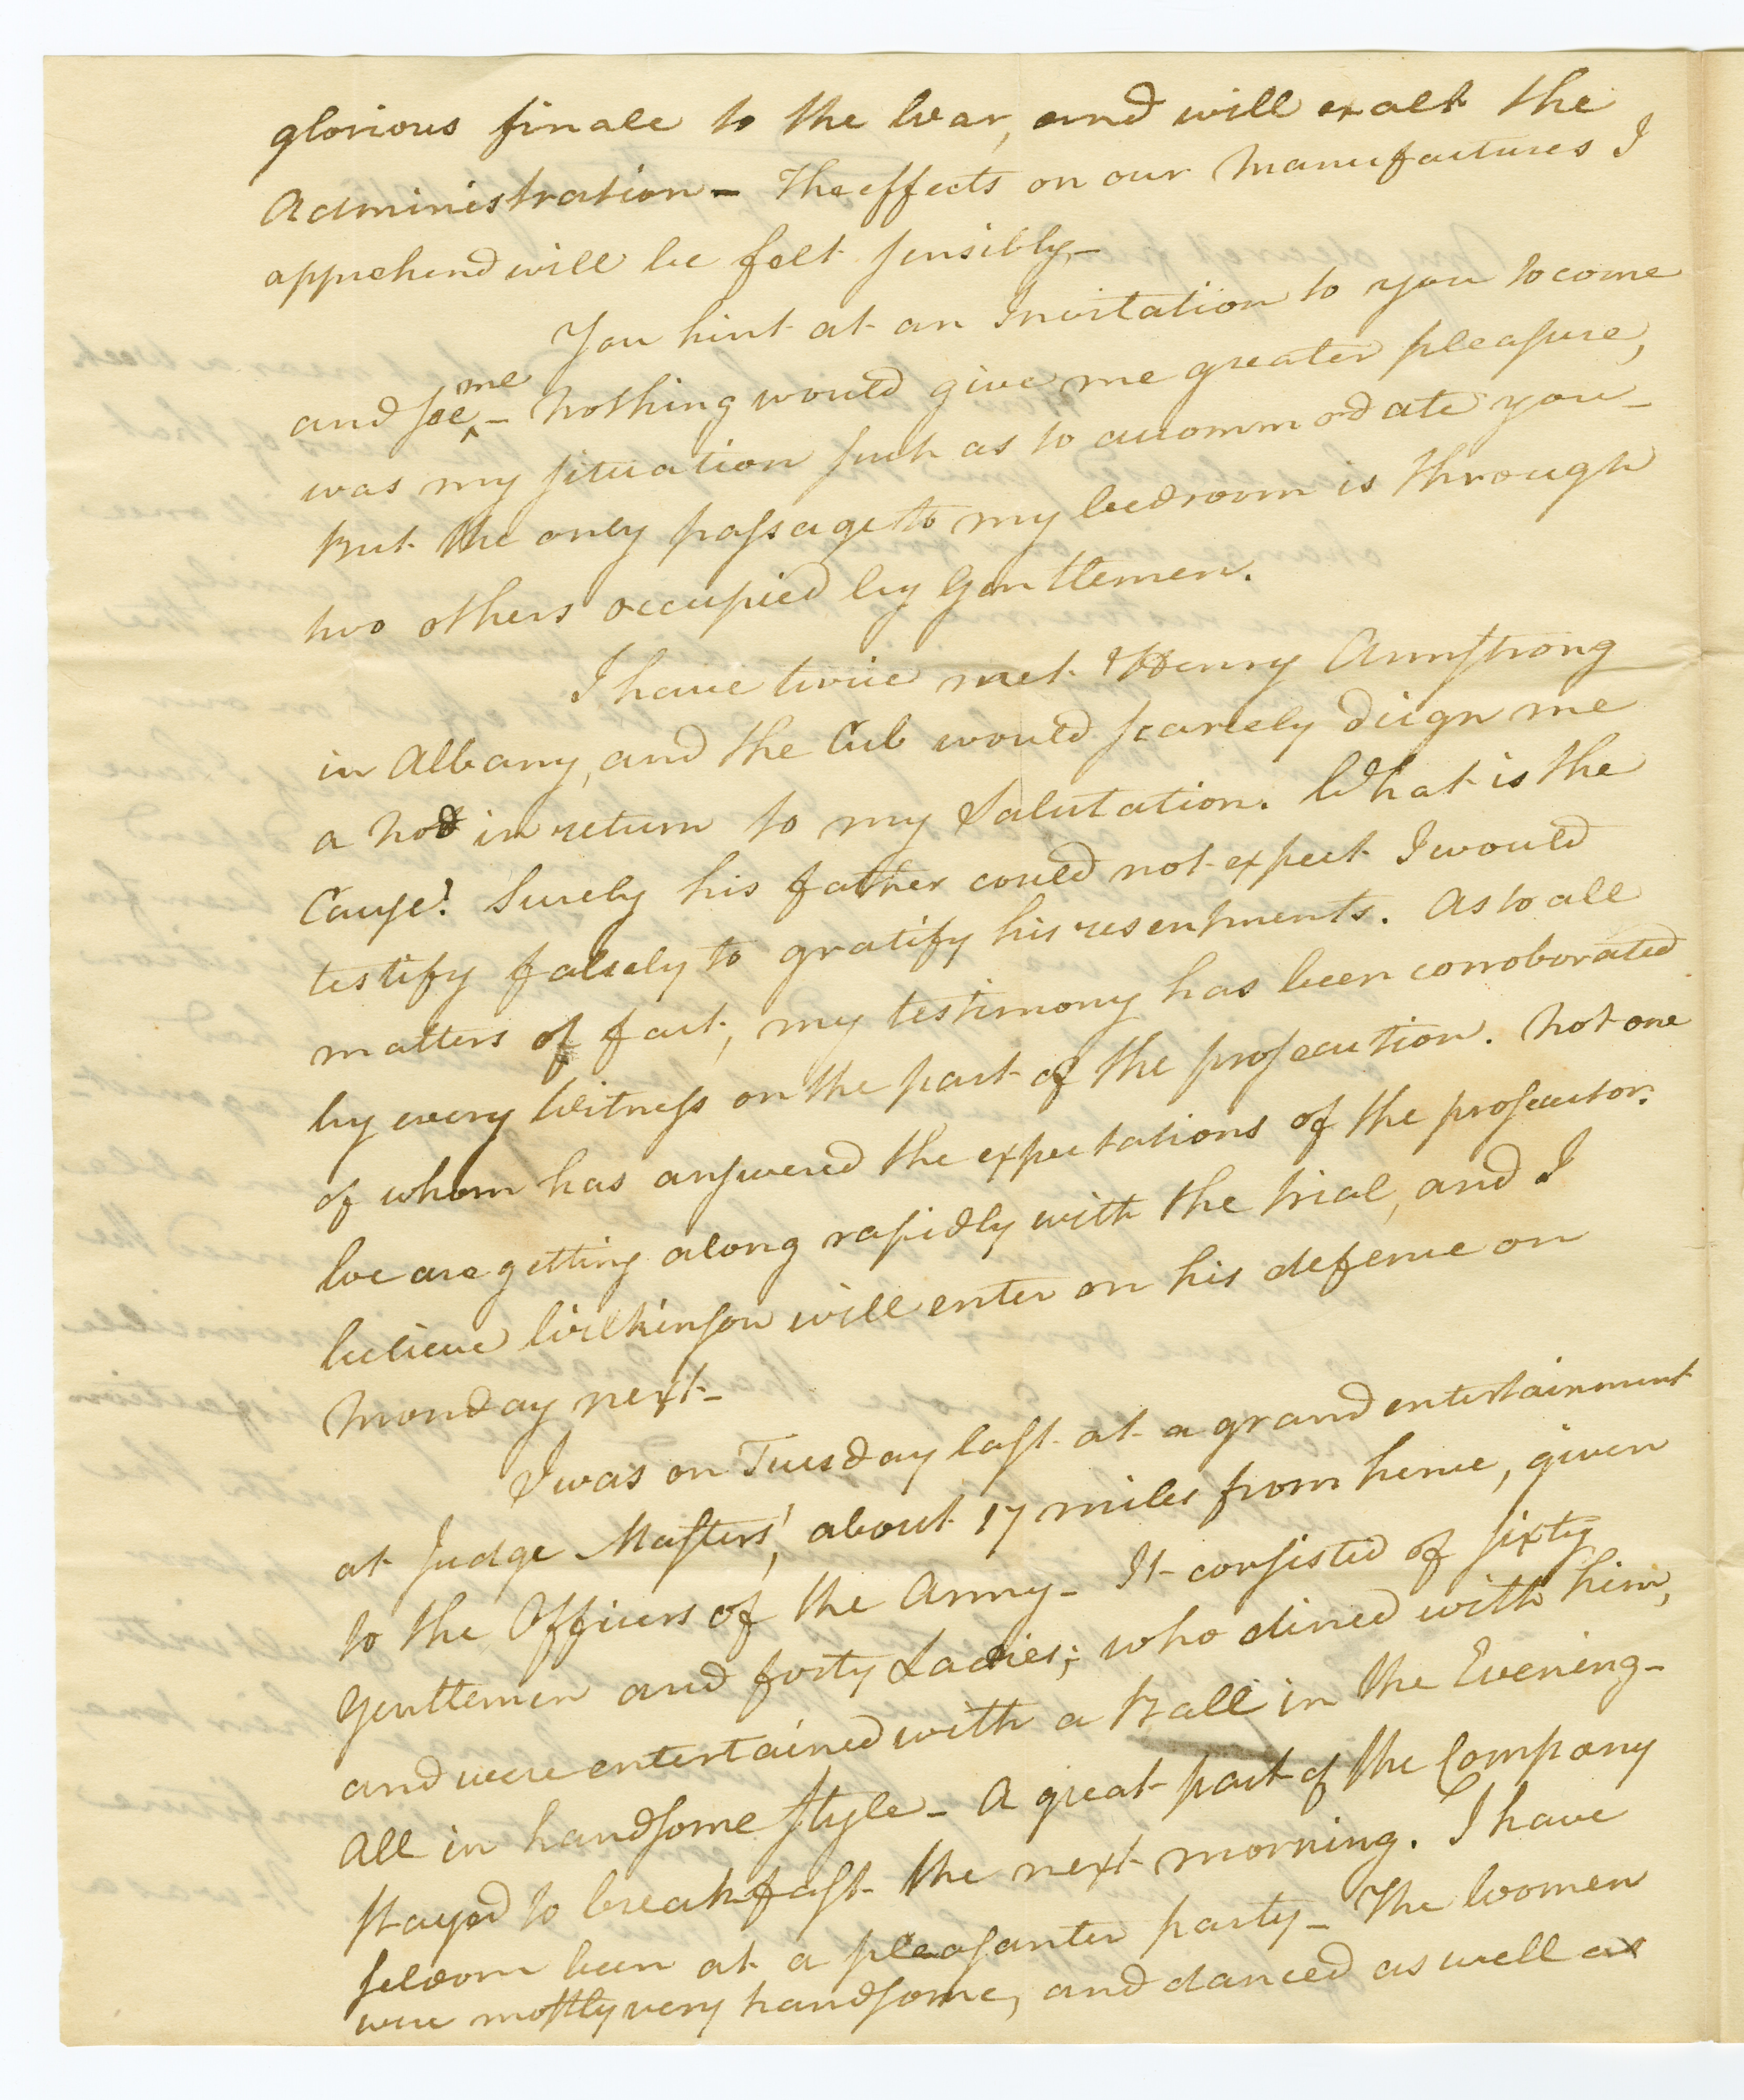 glorious finale to the War, and will exalt the
Administration – The effects on our Manufactures I
apprehend will be felt sensibly –
You hint at an Invitation to you to come
and see me – Nothing would give me greater pleasure,
was my situation such as to accommodate you –
But the only passage to my bedroom is through
two others occupied by Gentlemen.
I have twice met Henry Armstrong
in Albany, and the Cub would scarcely deign me
a nod in return to my Salutation. What is the
Cause? Surely his father could not expect I would
testify falsely to gratify his resentments. As to all
matters of fact, my testimony has been corroborated
by every Witness on the part of the prosecution. Not one
of whom has answered the expectations of the prosecutor.
We are getting along rapidly with the trial, and I
believe Wilkinson will enter on his defence on
Monday next –
I was on Tuesday last at a grand entertainment
at Judge Masters', about 17 miles from hence, given
to the Officers of the Army – It consisted of sixty
Gentlemen and forty Ladies; who dined with him,
and were entertained with a Ball in the Evening –
All in handsome style – A great part of the Company
stayed to breakfast the next morning. I have
seldom been at a pleasanter party – The Women
were mostly very handsome, and danced as well as